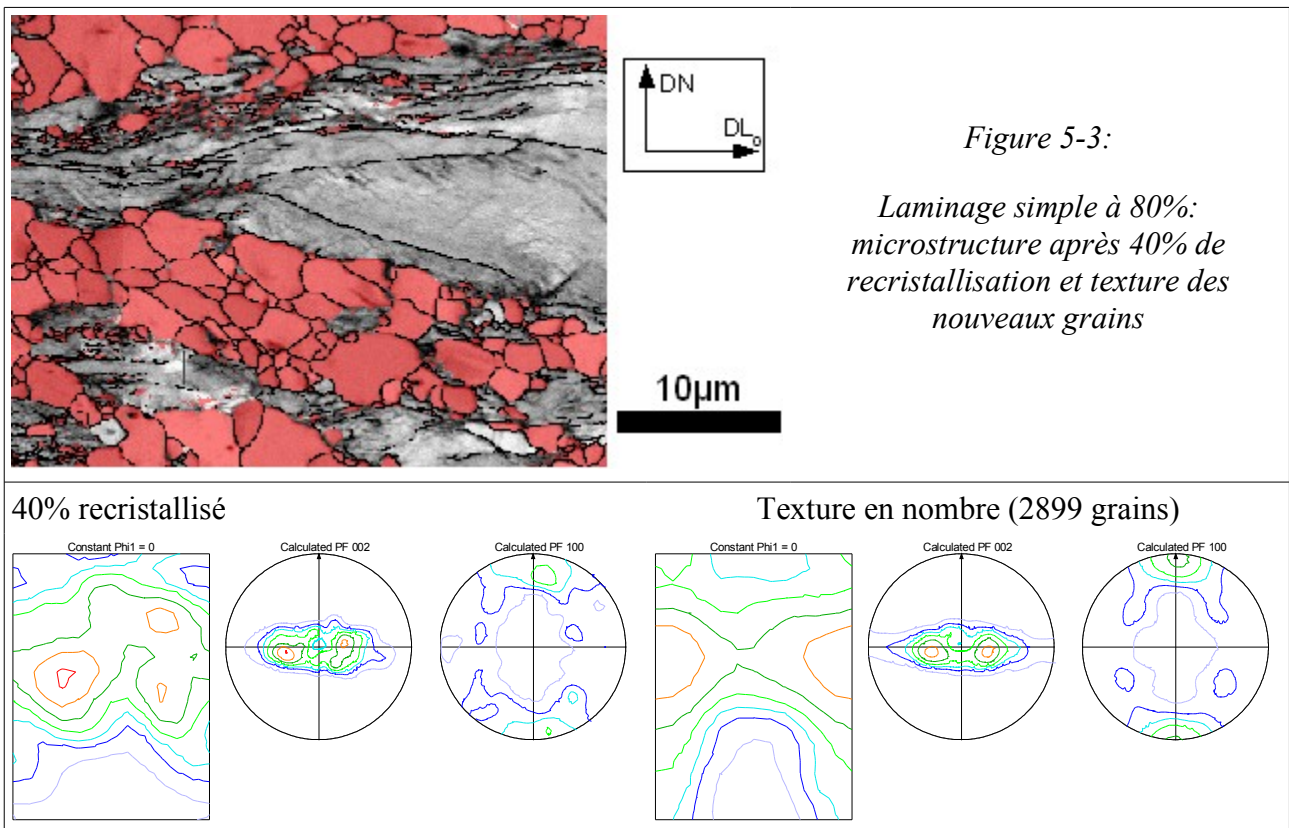 DN
DL₀
Figure 5-3:
Laminage simple à 80%:
microstructure après 40% de
recristallisation et texture des
nouveaux grains
10µm
40% recristallisé
Texture en nombre (2899 grains)
Constant Phi1 = 0
Calculated PF 002
Calculated PF 100
Constant Phi1 = 0
Calculated PF 002
Calculated PF 100